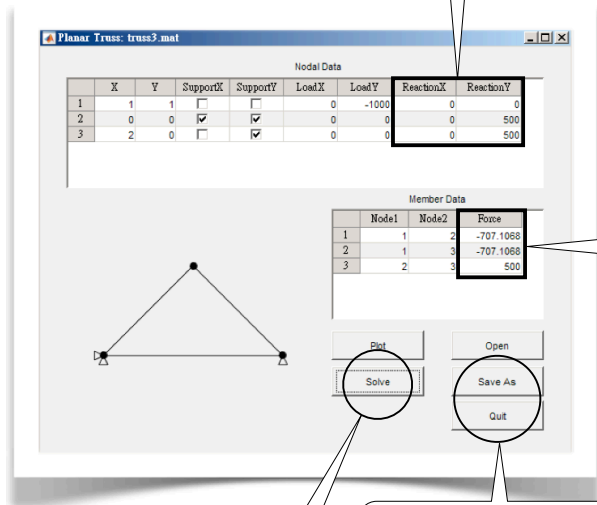 Planar Truss: truss3.mat
Nodal Data
X Y SupportX SupportY LoadX LoadY ReactionX ReactionY
1 1 1 0 -1000 0 0
2 0 0 0 0 0 500
3 2 0 0 0 0 500
Member Data
Node1 Node2 Force
1 1 2 -707.1068
2 1 3 -707.1068
3 2 3 500
Plot Open
Solve Save As
Quit